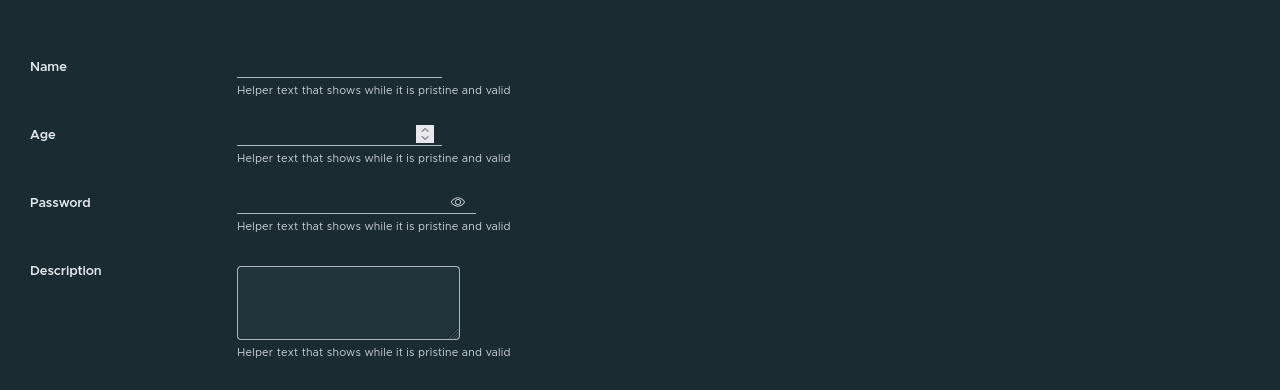 Name
Helper text that shows while it is pristine and valid
Age
Helper text that shows while it is pristine and valid
Password
Helper text that shows while it is pristine and valid
Description
Helper text that shows while it is pristine and valid